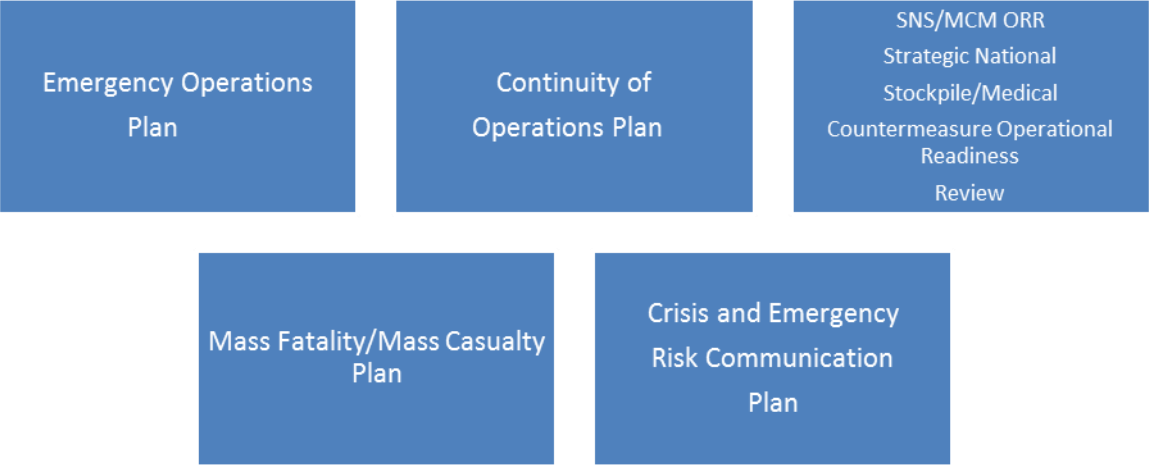 Emergency Operations
Plan
Continuity of
Operations Plan
SNS/MCM ORR
Strategic National
Stockpile/Medical
Countermeasure Operational
Readiness
Review
Mass Fatality/Mass Casualty
Plan
Crisis and Emergency
Risk Communication
Plan